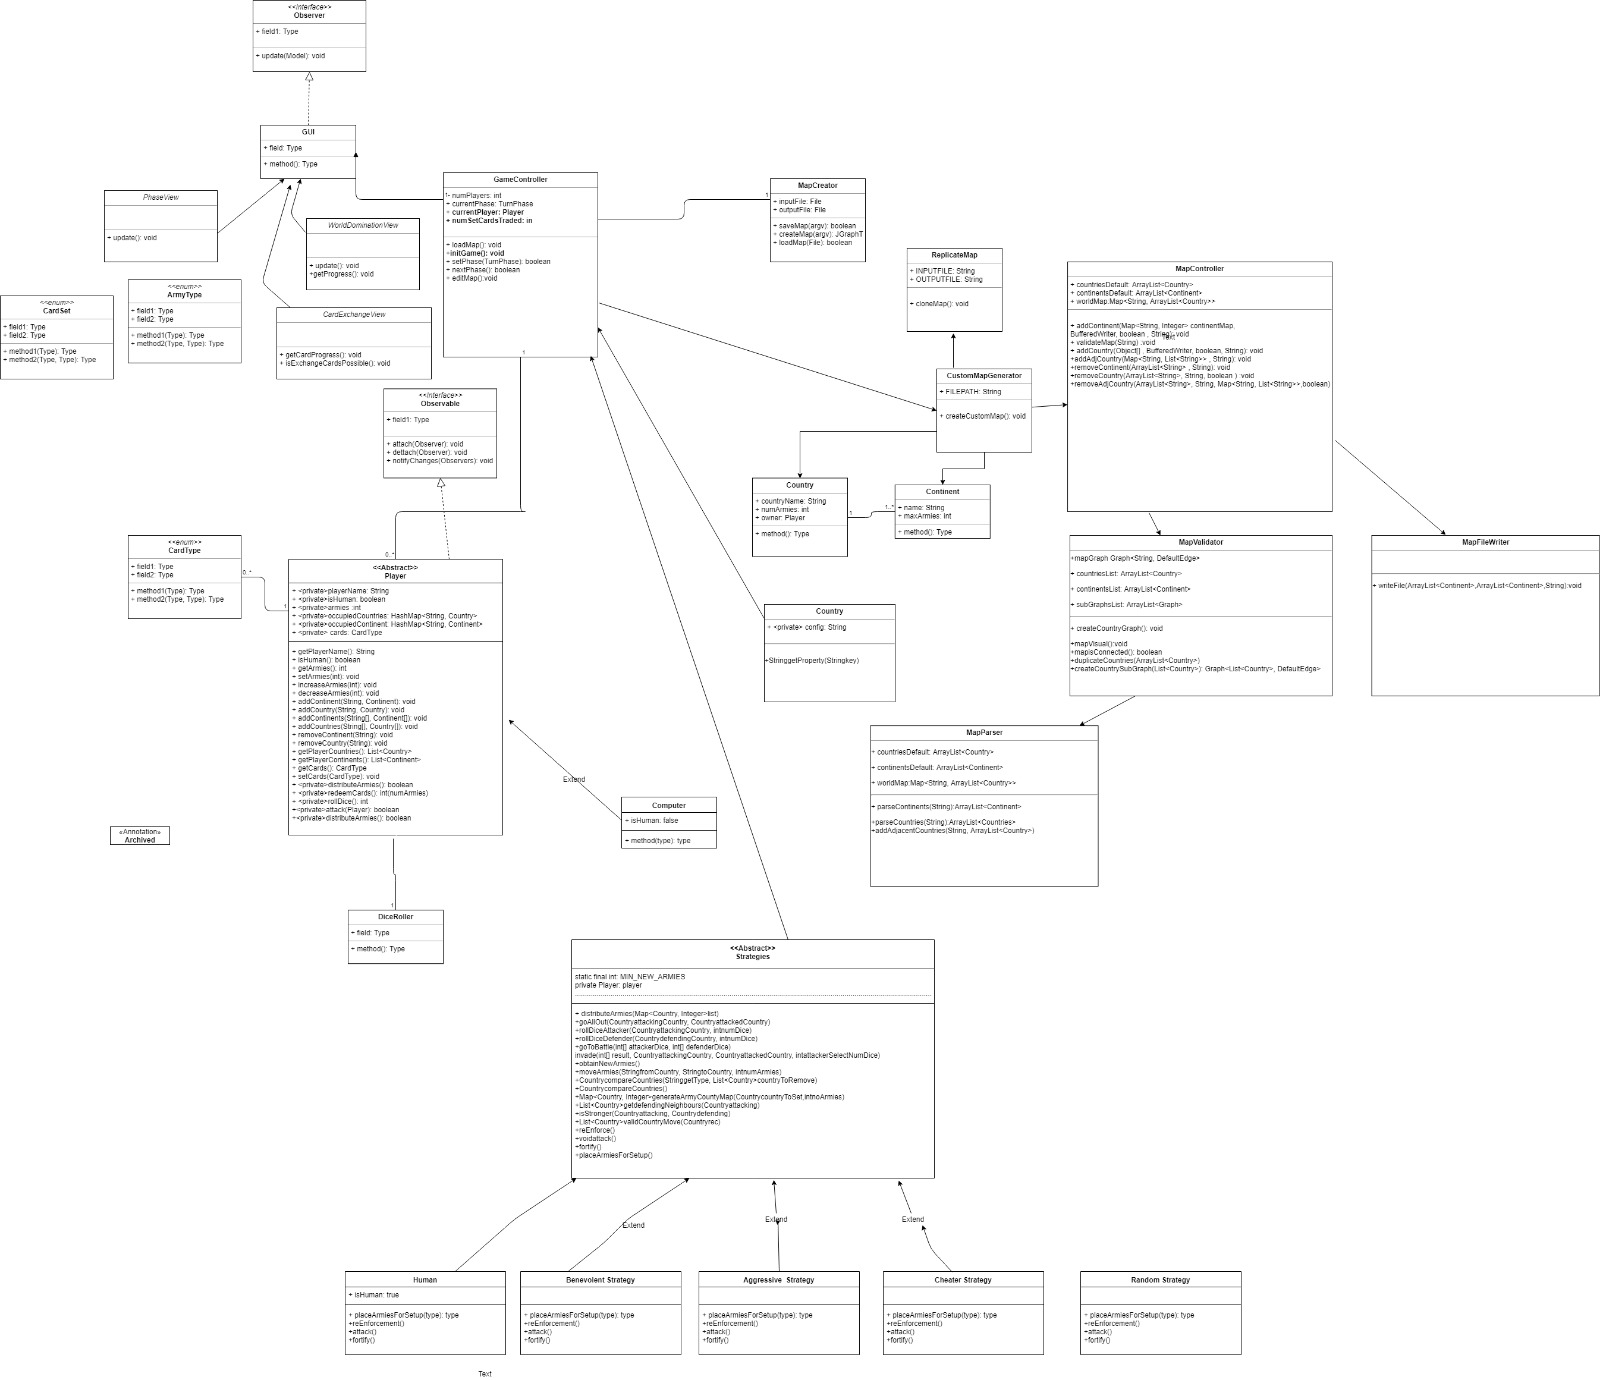 <<interface>>
Observer
+ field1: Type
+ update(Model): void
GUI
+ field: Type
+ method(): Type
PhaseView
+ update(): void
WorldDominationView
+ update(): void
+getProgress(): void
CardExchangeView
+ getCardProgress(): void
+ isExchangeCardsPossible(): void
<<enum>>
ArmyType
+ field1: Type
+ field2: Type
+ method1(Type): Type
+ method2(Type, Type): Type
<<enum>>
CardSet
+ field1: Type
+ field2: Type
+ method1(Type): Type
+ method2(Type, Type): Type
GameController
1
- numPlayers: int
+ currentPhase: TurnPhase
+ currentPlayer: Player
+ numSetCardsTraded: in
+ loadMap(): void
+initGame(): void
+ setPhase(TurnPhase): boolean
+ nextPhase(): boolean
+ editMap():void
1
1
MapCreator
+ inputFile: File
+ outputFile: File
+ saveMap(argv): boolean
+ createMap(argv): JGraphT
+ loadMap(File): boolean
ReplicateMap
+ INPUTFILE: String
+ OUTPUTFILE: String
+ cloneMap(): void
MapController
+ countriesDefault: ArrayList<Country>
+ continentsDefault: ArrayList<Continent>
+ worldMap:Map<String, ArrayList<Country>>
+ addContinent(Map<String, Integer> continentMap,
BufferedWriter, boolean , String): void
Text
+ validateMap(String) :void
+ addCountry(Object[] , BufferedWriter, boolean, String): void
+addAdjCountry(Map<String, List<String>> , String): void
+removeContinent(ArrayList<String> , String): void
+removeCountry(ArrayList<String>, String, boolean ) :void
+removeAdjCountry(ArrayList<String>, String, Map<String, List<String>>,boolean)
CustomMapGenerator
+ FILEPATH: String
+ createCustomMap(): void
<<interface>>
Observable
+ field1: Type
+ attach(Observer): void
+ dettach(Observer): void
+ notifyChanges(Observers): void
Country
+ countryName: String
+ numArmies: int
+ owner: Player
+ method(): Type
1
1..*
Continent
+ name: String
+ maxArmies: int
+ method(): Type
<<enum>>
CardType
+ field1: Type
+ field2: Type
+ method1(Type): Type
+ method2(Type, Type): Type
0..*
1
0..*
<<Abstract>>
Player
+ <private>playerName: String
+ <private>isHuman: boolean
+ <private>armies :int
+ <private>occupiedCountries: HashMap<String, Country>
+ <private>occupiedContinent: HashMap<String, Continent>
+ <private> cards: CardType
+ getPlayerName(): String
+ isHuman(): boolean
+ getArmies(): int
+ setArmies(int): void
+ increaseArmies(int): void
+ decreaseArmies(int): void
+ addContinent(String, Continent): void
+ addCountry(String, Country): void
+ addContinents(String[], Continent[]): void
+ addCountries(String[], Country[]): void
+ removeContinent(String): void
+ removeCountry(String): void
+ getPlayerCountries(): List<Country>
+ getPlayerContinents(): List<Continent>
+ getCards(): CardType
+ setCards(CardType): void
+ <private>distributeArmies(): boolean
+ <private>redeemCards(): int(numArmies)
+ <private>rollDice(): int
+<private>attack(Player): boolean
+<private>distributeArmies(): boolean
MapValidator
+mapGraph Graph<String, DefaultEdge>
+ countriesList: ArrayList<Country>
+ continentsList: ArrayList<Continent>
+ subGraphsList: ArrayList<Graph>
+ createCountryGraph(): void
+mapVisual():void
+mapisConnected(): boolean
+duplicateCountries(ArrayList<Country>)
+createCountrySubGraph(List<Country>): Graph<List<Country>, DefaultEdge>
MapFileWriter
+ writeFile(ArrayList<Continent>,ArrayList<Continent>,String):void
Country
+ <private> config: String
+StringgetProperty(Stringkey)
MapParser
+ countriesDefault: ArrayList<Country>
+ continentsDefault: ArrayList<Continent>
+ worldMap:Map<String, ArrayList<Country>>
+ parseContinents(String):ArrayList<Continent>
+parseCountries(String):ArrayList<Countries>
+addAdjacentCountries(String, ArrayList<Country>)
Extend
Computer
+ isHuman: false
+ method(type): type
«Annotation»
Archived
1
DiceRoller
+ field: Type
+ method(): Type
<<Abstract>>
Strategies
static final int: MIN_NEW_ARMIES
private Player: player
+ distributeArmies(Map<Country, Integer>list)
+goAllOut(CountryattackingCountry, CountryattackedCountry)
+rollDiceAttacker(CountryattackingCountry, intnumDice)
+rollDiceDefender(CountrydefendingCountry, intnumDice)
+goToBattle(int[] attackerDice, int[] defenderDice)
invade(int[] result, CountryattackingCountry, CountryattackedCountry, intattackerSelectNumDice)
+obtainNewArmies()
+moveArmies(StringfromCountry, StringtoCountry, intnumArmies)
+CountrycompareCountries(StringgetType, List<Country>countryToRemove)
+CountrycompareCountries()
+Map<Country, Integer>generateArmyCountyMap(CountrycountryToSet,intnoArmies)
+List<Country>getdefendingNeighbours(Countryattacking)
+isStronger(Countryattacking, Countrydefending)
+List<Country>validCountryMove(Countryrec)
+reEnforce()
+voidattack()
+fortify()
+placeArmiesForSetup()
Extend
Extend
Extend
Human
+ isHuman: true
+ placeArmiesForSetup(type): type
+reEnforcement()
+attack()
+fortify()
Benevolent Strategy
+ placeArmiesForSetup(type): type
+reEnforcement()
+attack()
+fortify()
Aggressive Strategy
+ placeArmiesForSetup(type): type
+reEnforcement()
+attack()
+fortify()
Cheater Strategy
+ placeArmiesForSetup(type): type
+reEnforcement()
+attack()
+fortify()
Random Strategy
+ placeArmiesForSetup(type): type
+reEnforcement()
+attack()
+fortify()
Text